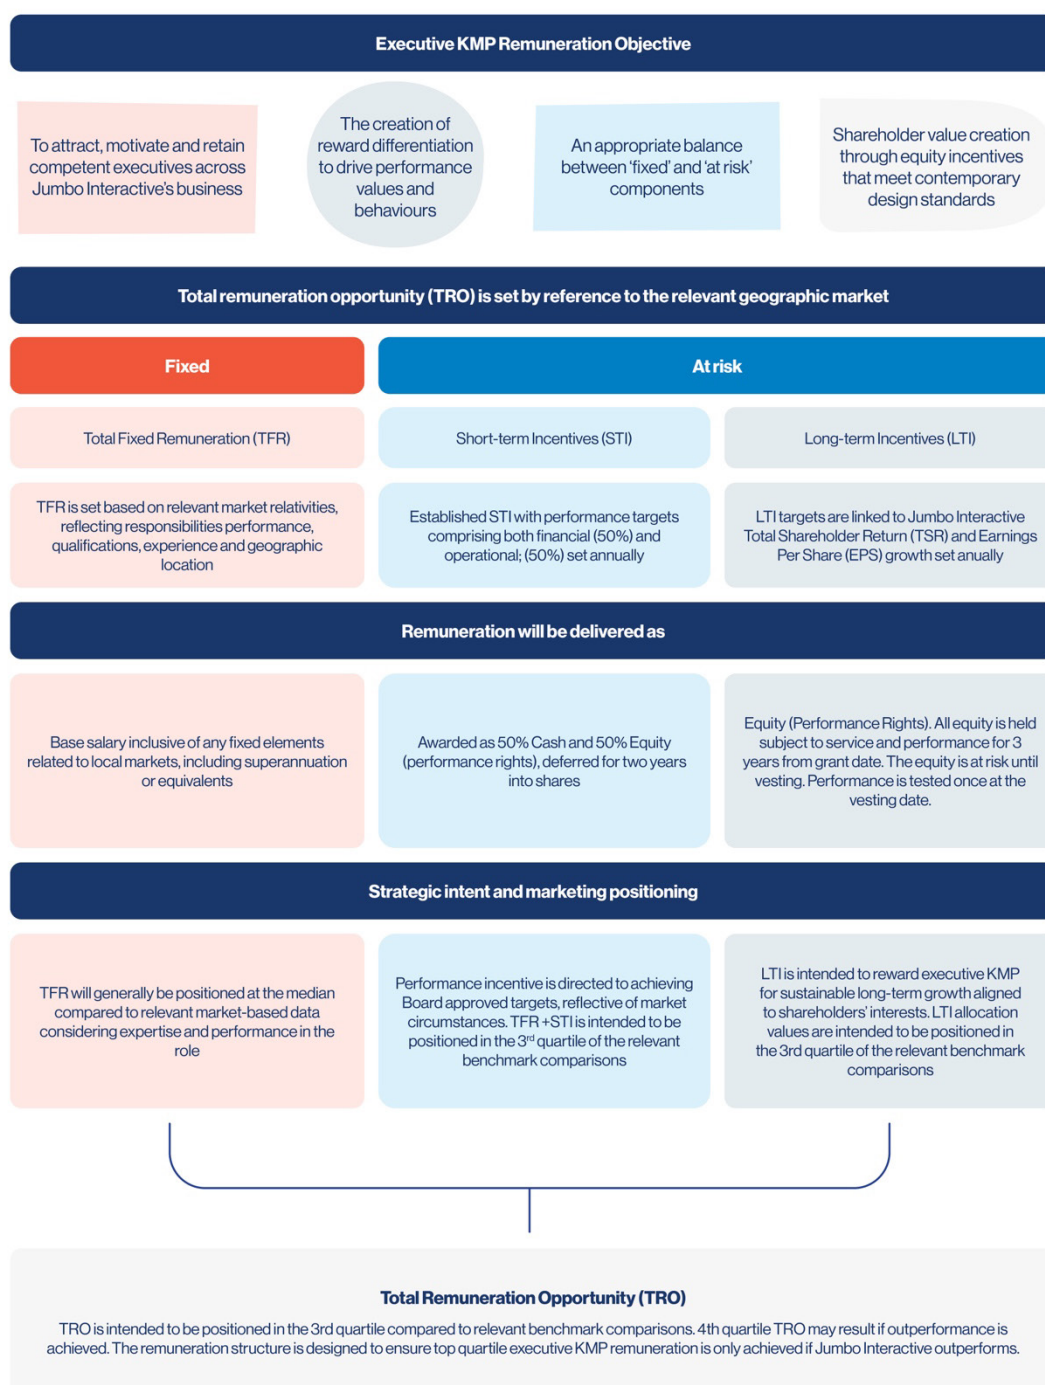 Executive KMP Remuneration Objective
To attract, motivate and retain
competent executives across
Jumbo Interactive's business
The creation of
reward differentiation
to drive performance
values and
behaviours
An appropriate balance
between 'fixed' and 'at risk'
components
Shareholder value creation
through equity incentives
that meet contemporary
design standards
Total remuneration opportunity (TRO) is set by reference to the relevant geographic market
Fixed
At risk
Total Fixed Remuneration (TFR)
Short-term Incentives (STI)
Long-term Incentives (LTI)
TFR is set based on relevant market relativities,
reflecting responsibilities performance,
qualifications, experience and geographic
location
Established STI with performance targets
comprising both financial (50%) and
operational; (50%) set annually
LTI targets are linked to Jumbo Interactive
Total Shareholder Return (TSR) and Earnings
Per Share (EPS) growth set anually
Remuneration will be delivered as
Base salary inclusive of any fixed elements
related to local markets, including superannuation
or equivalents
Awarded as 50% Cash and 50% Equity
(performance rights), deferred for two years
into shares
Equity (Performance Rights). All equity is held
subject to service and performance for 3
years from grant date. The equity is at risk until
vesting. Performance is tested once at the
vesting date.
Strategic intent and marketing positioning
TFR will generally be positioned at the median
compared to relevant market-based data
considering expertise and performance in the
role
Performance incentive is directed to achieving
Board approved targets, reflective of market
circumstances. TFR +STI is intended to be
positioned in the 3rd quartile of the relevant
benchmark comparisons
LTI is intended to reward executive KMP
for sustainable long-term growth aligned
to shareholders' interests. LTI allocation
values are intended to be positioned in
the 3rd quartile of the relevant benchmark
comparisons
Total Remuneration Opportunity (TRO)
TRO is intended to be positioned in the 3rd quartile compared to relevant benchmark comparisons. 4th quartile TRO may result if outperformance is
achieved. The remuneration structure is designed to ensure top quartile executive KMP remuneration is only achieved if Jumbo Interactive outperforms.